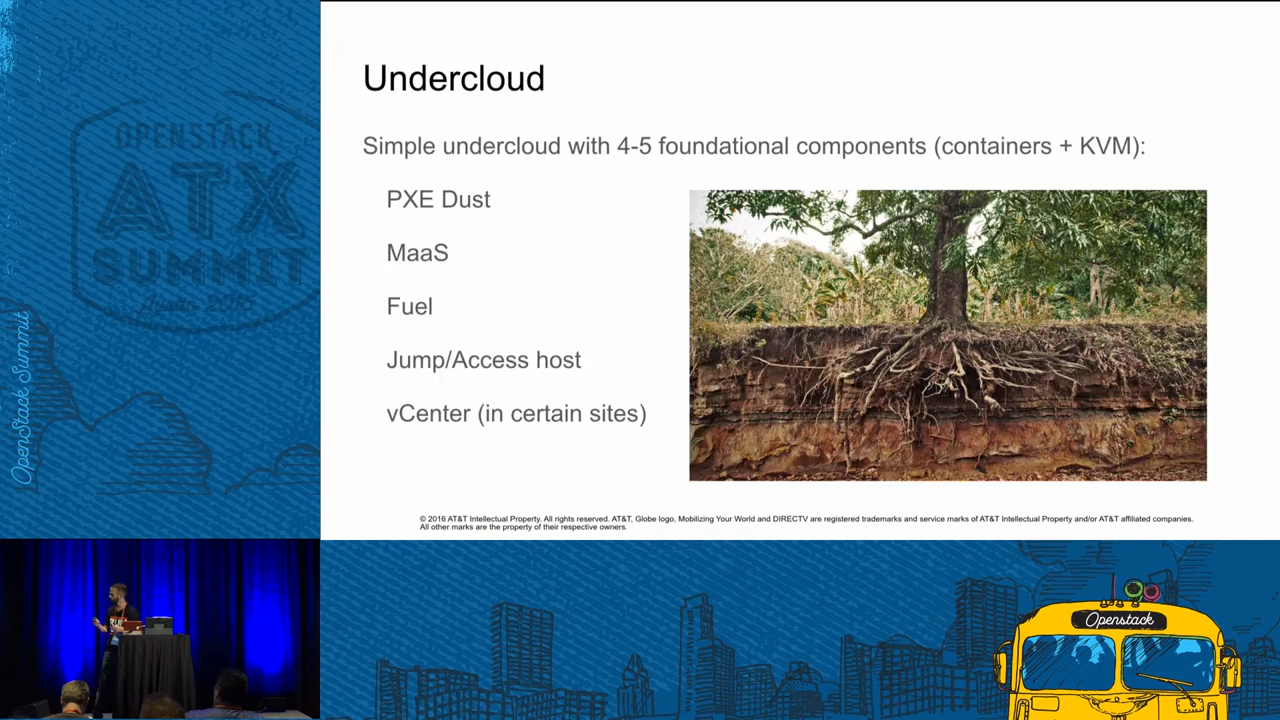 OPENSTACK
ATX
SUMMIT
Austin 2016
OpenStack Summit
Undercloud
Simple undercloud with 4-5 foundational components (containers + KVM):
PXE Dust
MaaS
Fuel
Jump/Access host
vCenter (in certain sites)
© 2016 AT&T Intellectual Property. All rights reserved. AT&T, Globe logo, Mobilizing Your World and DIRECTV are registered trademarks and service marks of AT&T Intellectual Property and/or AT&T affiliated companies.
All other marks are the property of their respective owners.
Openstack